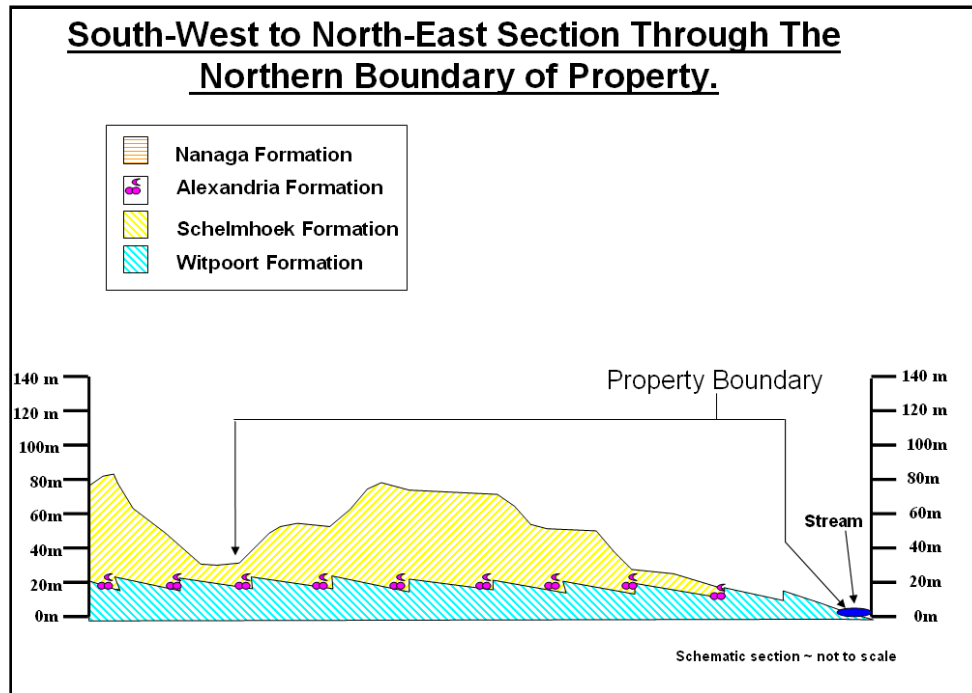 South-West to North-East Section Through The
Northern Boundary of Property.
Nanaga Formation
Alexandria Formation
Schelmhoek Formation
Witpoort Formation
Property Boundary
140 m
120 m
100m
80m
60m
40m
20m
0m
140 m
120 m
100m
80m
60m
40m
20m
0m
Stream
Schematic section ~ not to scale